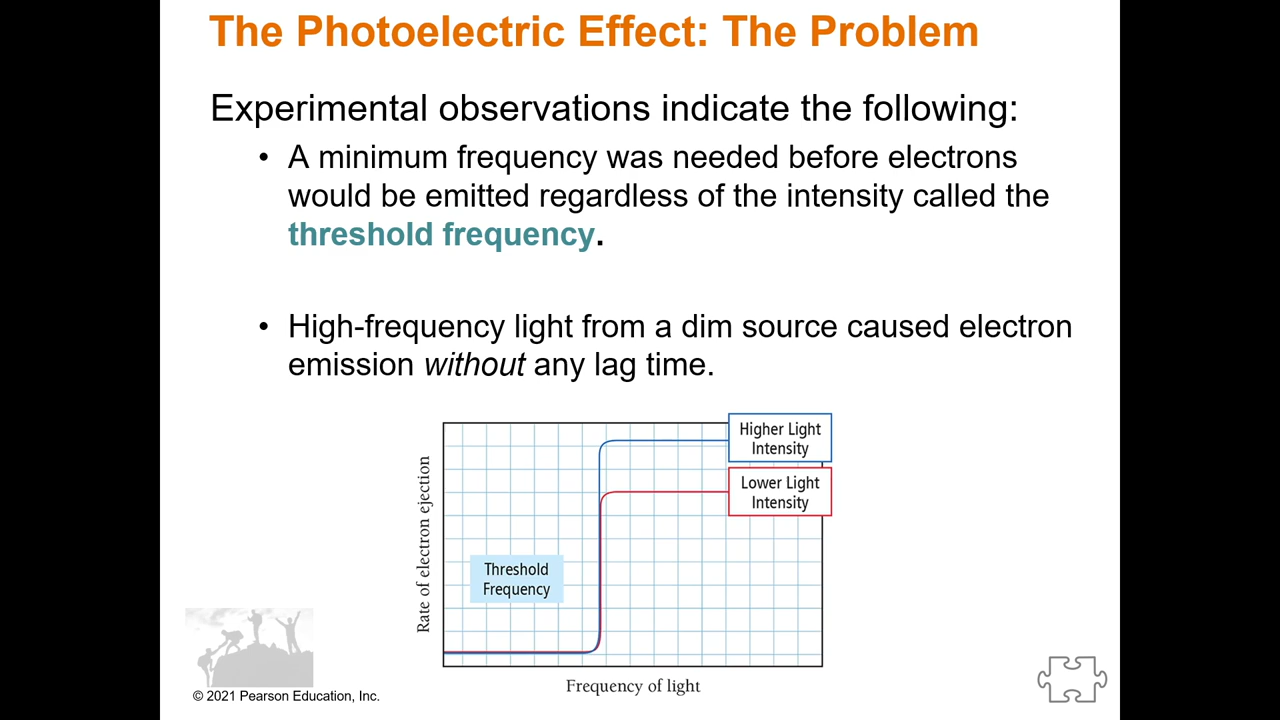 The Photoelectric Effect: The Problem
Experimental observations indicate the following:
• A minimum frequency was needed before electrons
would be emitted regardless of the intensity called the
threshold frequency.
• High-frequency light from a dim source caused electron
emission without any lag time.
Higher Light
Intensity
Lower Light
Intensity
Threshold
Frequency
Rate of electron ejection
Frequency of light
© 2021 Pearson Education, Inc.